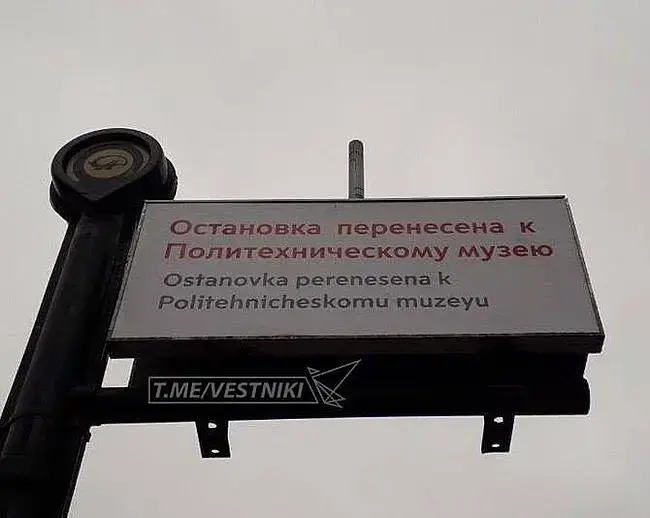 Остановка перенесена к
Политехническому музею
Ostanovka perenesena k
Politehnicheskomu muzeyu
T.ME/VESTNIKI